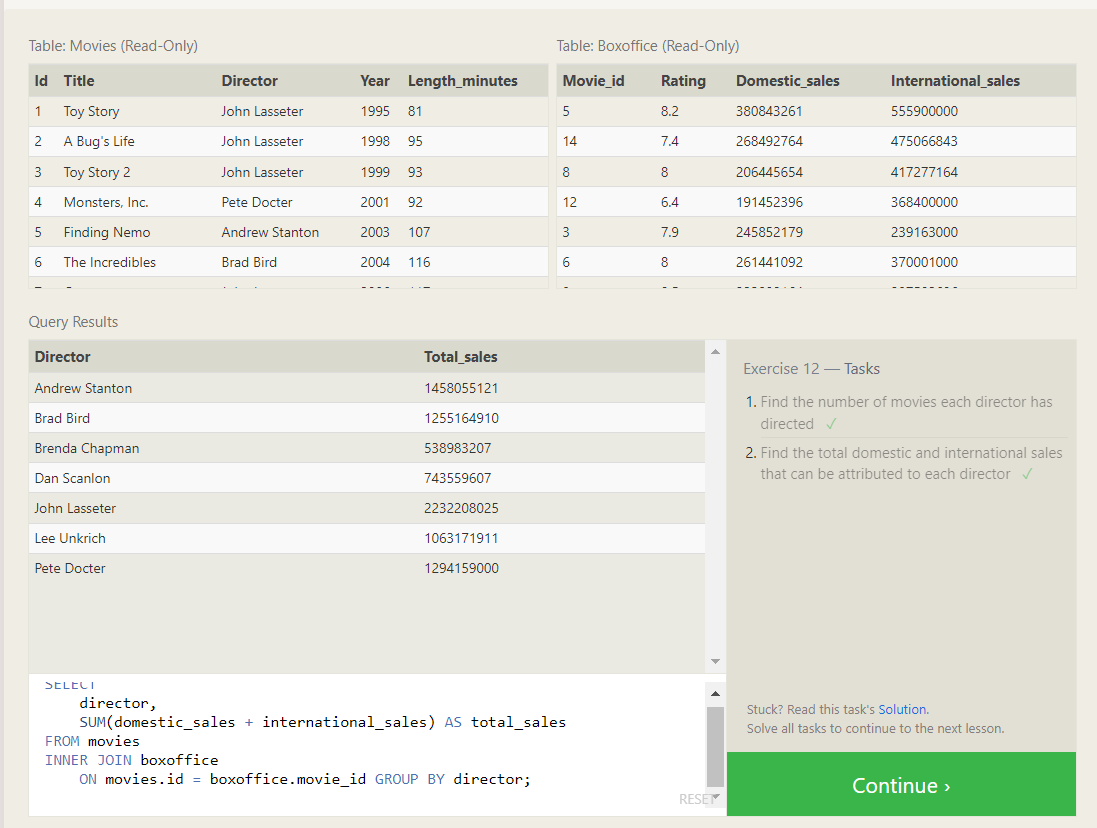 Table: Movies (Read-Only)
Id Title Director Year Length_minutes
1 Toy Story John Lasseter 1995 81
2 A Bug's Life John Lasseter 1998 95
3 Toy Story 2 John Lasseter 1999 93
4 Monsters, Inc. Pete Docter 2001 92
5 Finding Nemo Andrew Stanton 2003 107
6 The Incredibles Brad Bird 2004 116
Table: Boxoffice (Read-Only)
Movie_id Rating Domestic_sales International_sales
5 8.2 380843261 555900000
14 7.4 268492764 475066843
8 8 206445654 417277164
12 6.4 191452396 368400000
3 7.9 245852179 239163000
6 8 261441092 370001000
Query Results
Director Total_sales
Andrew Stanton 1458055121
Brad Bird 1255164910
Brenda Chapman 538983207
Dan Scanlon 743559607
John Lasseter 2232208025
Lee Unkrich 1063171911
Pete Docter 1294159000
SELECT
director,
SUM(domestic_sales + international_sales) AS total_sales
FROM movies
INNER JOIN boxoffice
ON movies.id = boxoffice.movie_id GROUP BY director;
RESET
Exercise 12 — Tasks
1. Find the number of movies each director has
directed ✓
2. Find the total domestic and international sales
that can be attributed to each director ✓
Stuck? Read this task's Solution.
Solve all tasks to continue to the next lesson.
Continue ›